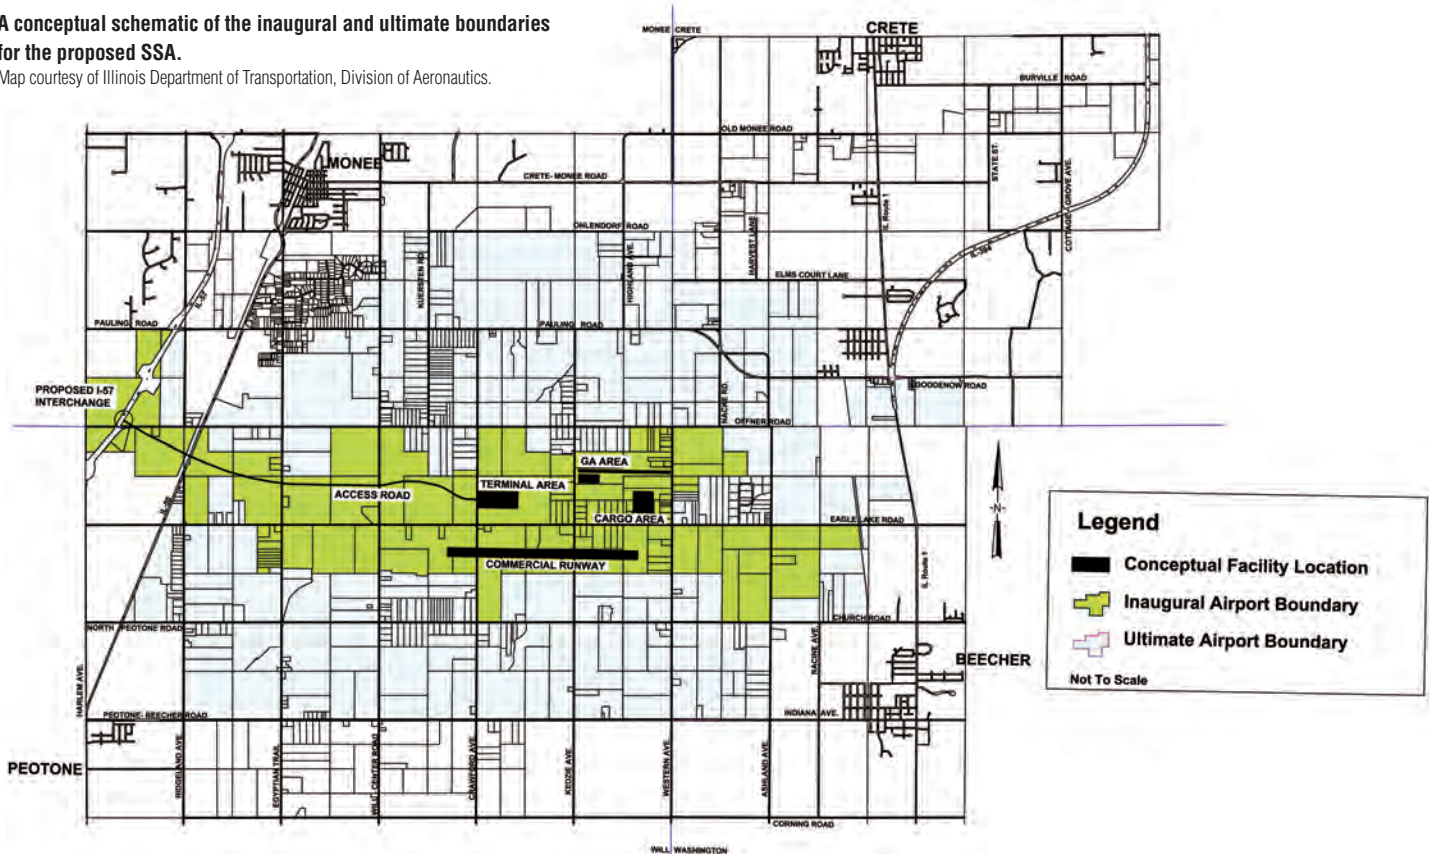 A conceptual schematic of the inaugural and ultimate boundaries
for the proposed SSA.
Map courtesy of Illinois Department of Transportation, Division of Aeronautics.
MONEE CRETE
CRETE
BURVILLE ROAD
OLD MONEE ROAD
STATE ST.
COTTAGE GROVE AVE.
MONEE
CRETE- MONEE ROAD
IL. Route 1
OHLENDORF ROAD
HARVEST LANE
HIGHLAND AVE.
KUERSTEN RD.
IL. 394
ELMS COURT LANE
PAULING ROAD
PAULING ROAD
GOODENOW ROAD
PROPOSED I-57
INTERCHANGE
RACINE RD.
OFFNER ROAD
GA AREA
TERMINAL AREA
ACCESS ROAD
CARGO AREA
EAGLE LAKE ROAD
-N-
COMMERCIAL RUNWAY
IL. Route 1
Legend
Conceptual Facility Location
Inaugural Airport Boundary
Ultimate Airport Boundary
Not To Scale
NORTH PEOTONE ROAD
CHURCH ROAD
RACINE AVE.
BEECHER
HARLEM AVE.
PEOTONE- BEECHER ROAD
INDIANA AVE.
PEOTONE
RIDGELAND AVE.
EGYPTIAN TRAIL
WILL CENTER ROAD
CRAWFORD AVE.
KEDZIE AVE.
WESTERN AVE.
ASHLAND AVE.
CORNING ROAD
WILL WASHINGTON